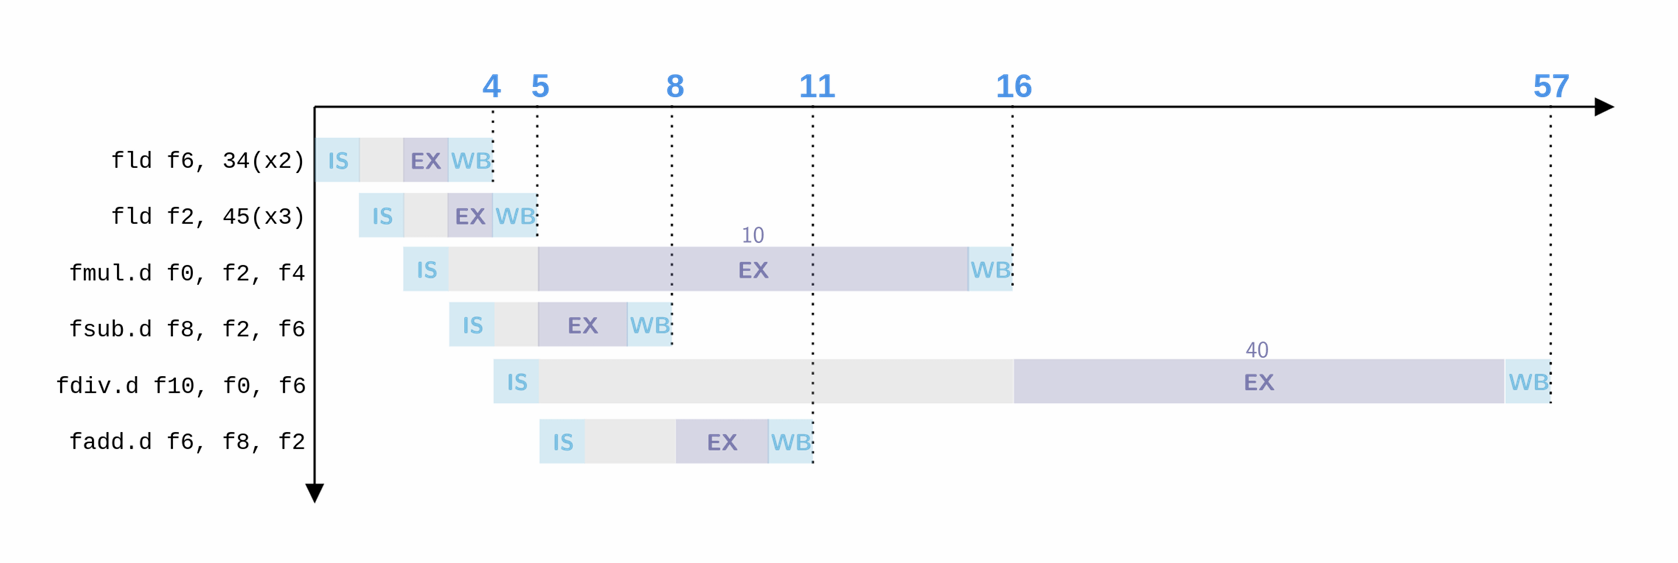 4 5 8 11 16 57
fld f6, 34(x2) IS EX WB
fld f2, 45(x3) IS EX WB
10
fmul.d f0, f2, f4 IS EX WB
fsub.d f8, f2, f6 IS EX WB
40
fdiv.d f10, f0, f6 IS EX WB
fadd.d f6, f8, f2 IS EX WB